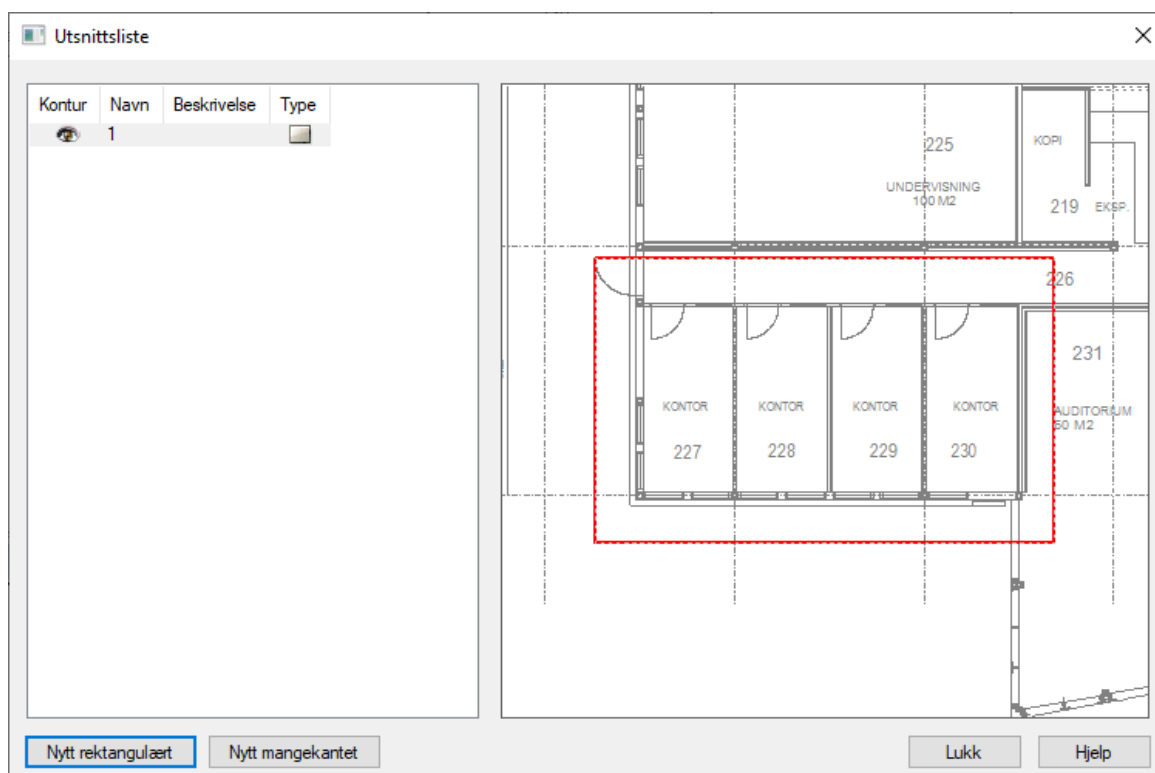 Utsnittsliste
Kontur Navn Beskrivelse Type
1
225
UNDERVISNING
100 M2
KOPI
219 EKSP.
226
231
AUDITORIUM
60 M2
KONTOR KONTOR KONTOR KONTOR
227 228 229 230
Nytt rektangulært Nytt mangekantet Lukk Hjelp